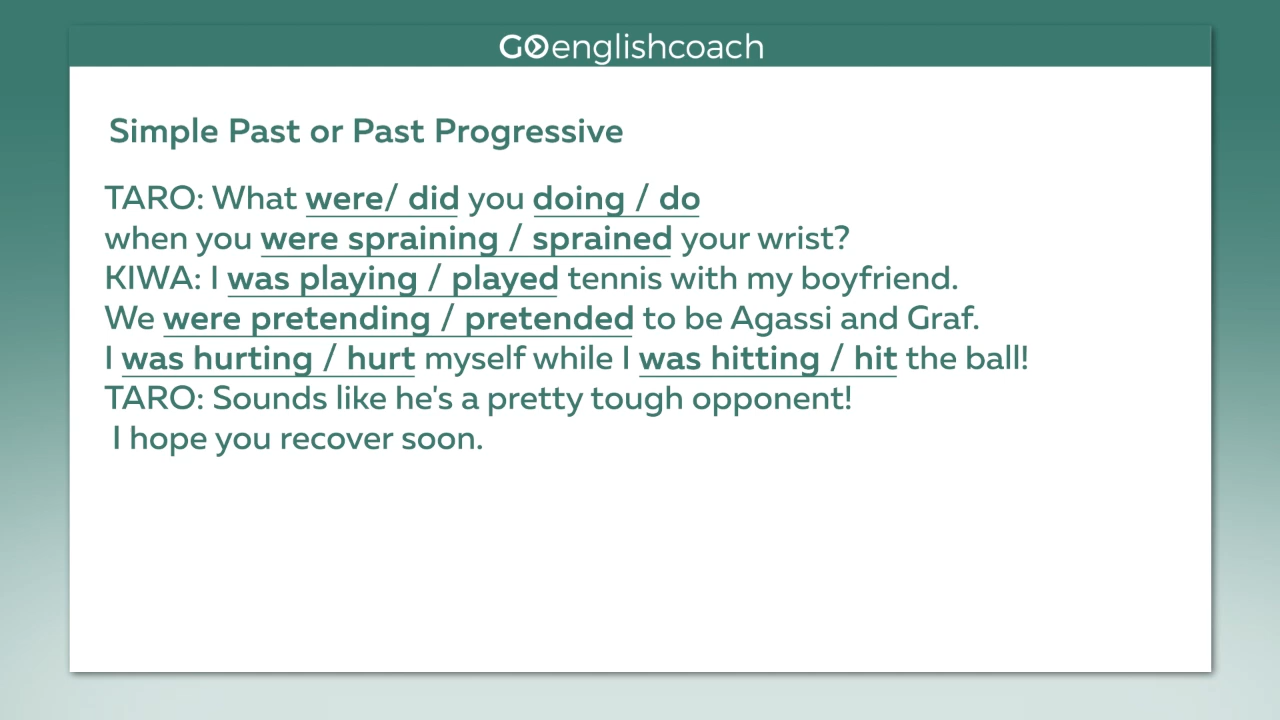 GOenglishcoach
Simple Past or Past Progressive
TARO: What were/ did you doing / do
when you were spraining / sprained your wrist?
KIWA: I was playing / played tennis with my boyfriend.
We were pretending / pretended to be Agassi and Graf.
I was hurting / hurt myself while I was hitting / hit the ball!
TARO: Sounds like he's a pretty tough opponent!
I hope you recover soon.